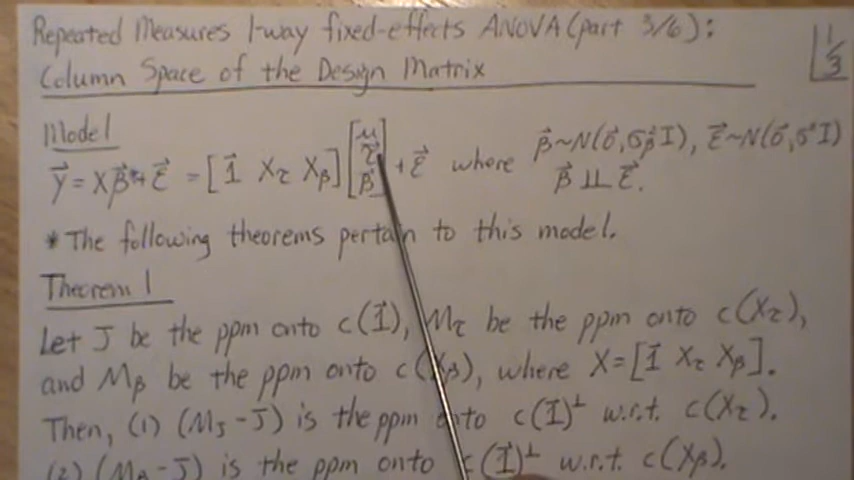 Repeated Measures 1-way fixed-effects ANOVA (part 3/6):
Column Space of the Design Matrix
1/3
Model
Y⃗ = Xβ⃗* + ε⃗ = [1⃗ X_τ X_β] [μ τ⃗ β⃗] + ε⃗ where β⃗ ~ N(0⃗, σ_β² I), ε⃗ ~ N(0⃗, σ² I)
β⃗ ⊥⊥ ε⃗.
* The following theorems pertain to this model.
Theorem 1
Let J be the ppm onto c(1⃗), M_τ be the ppm onto c(X_τ),
and M_β be the ppm onto c(X_β), where X = [1⃗ X_τ X_β].
Then, (1) (M_J - J) is the ppm onto c(1⃗)^⊥ w.r.t. c(X_τ).
(2) (M_β - J) is the ppm onto c(1⃗)^⊥ w.r.t. c(X_β).